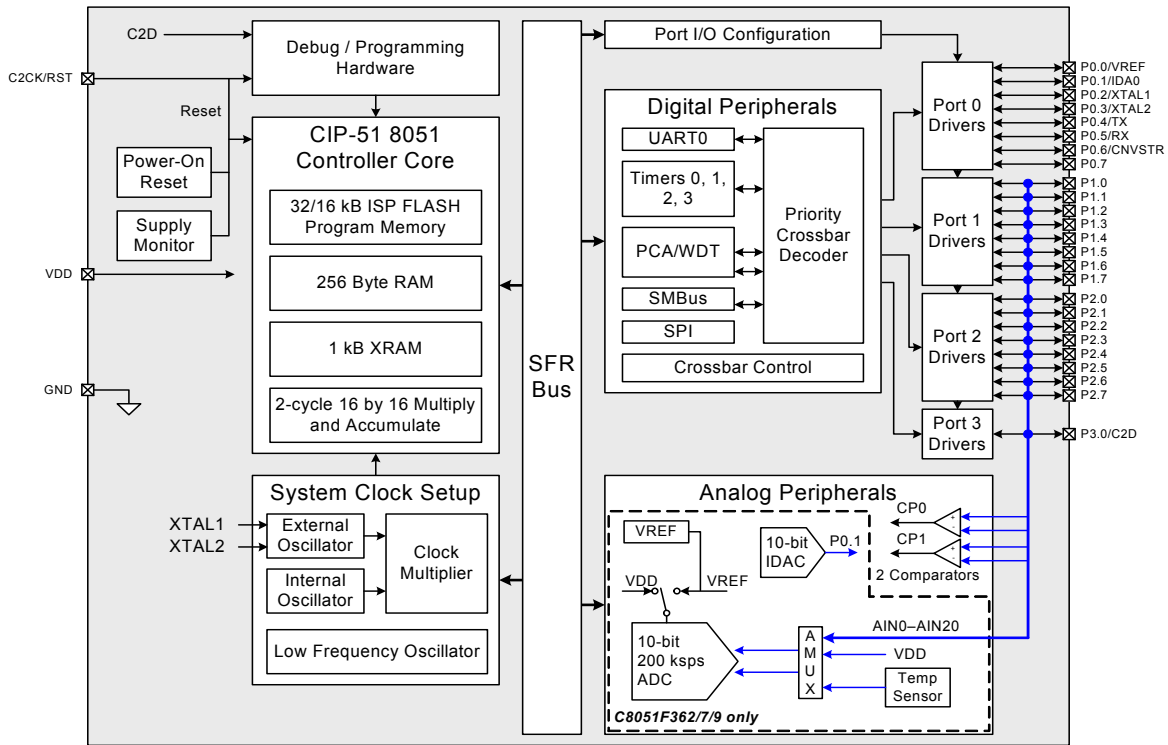 C2D
C2CK/RST
Reset
Power-On
Reset
Supply
Monitor
VDD
GND
Debug / Programming
Hardware
CIP-51 8051
Controller Core
32/16 kB ISP FLASH
Program Memory
256 Byte RAM
1 kB XRAM
2-cycle 16 by 16 Multiply
and Accumulate
System Clock Setup
XTAL1
XTAL2
External
Oscillator
Internal
Oscillator
Clock
Multiplier
Low Frequency Oscillator
SFR
Bus
Port I/O Configuration
Digital Peripherals
UART0
Timers 0, 1,
2, 3
PCA/WDT
SMBus
SPI
Priority
Crossbar
Decoder
Crossbar Control
Port 0
Drivers
Port 1
Drivers
Port 2
Drivers
Port 3
Drivers
P0.0/VREF
P0.1/IDA0
P0.2/XTAL1
P0.3/XTAL2
P0.4/TX
P0.5/RX
P0.6/CNVSTR
P0.7
P1.0
P1.1
P1.2
P1.3
P1.4
P1.5
P1.6
P1.7
P2.0
P2.1
P2.2
P2.3
P2.4
P2.5
P2.6
P2.7
P3.0/C2D
Analog Peripherals
VREF
VDD
VREF
10-bit
IDAC
P0.1
CP0
+
-
CP1
+
-
2 Comparators
10-bit
200 ksps
ADC
A
M
U
X
AIN0–AIN20
VDD
Temp
Sensor
C8051F362/7/9 only